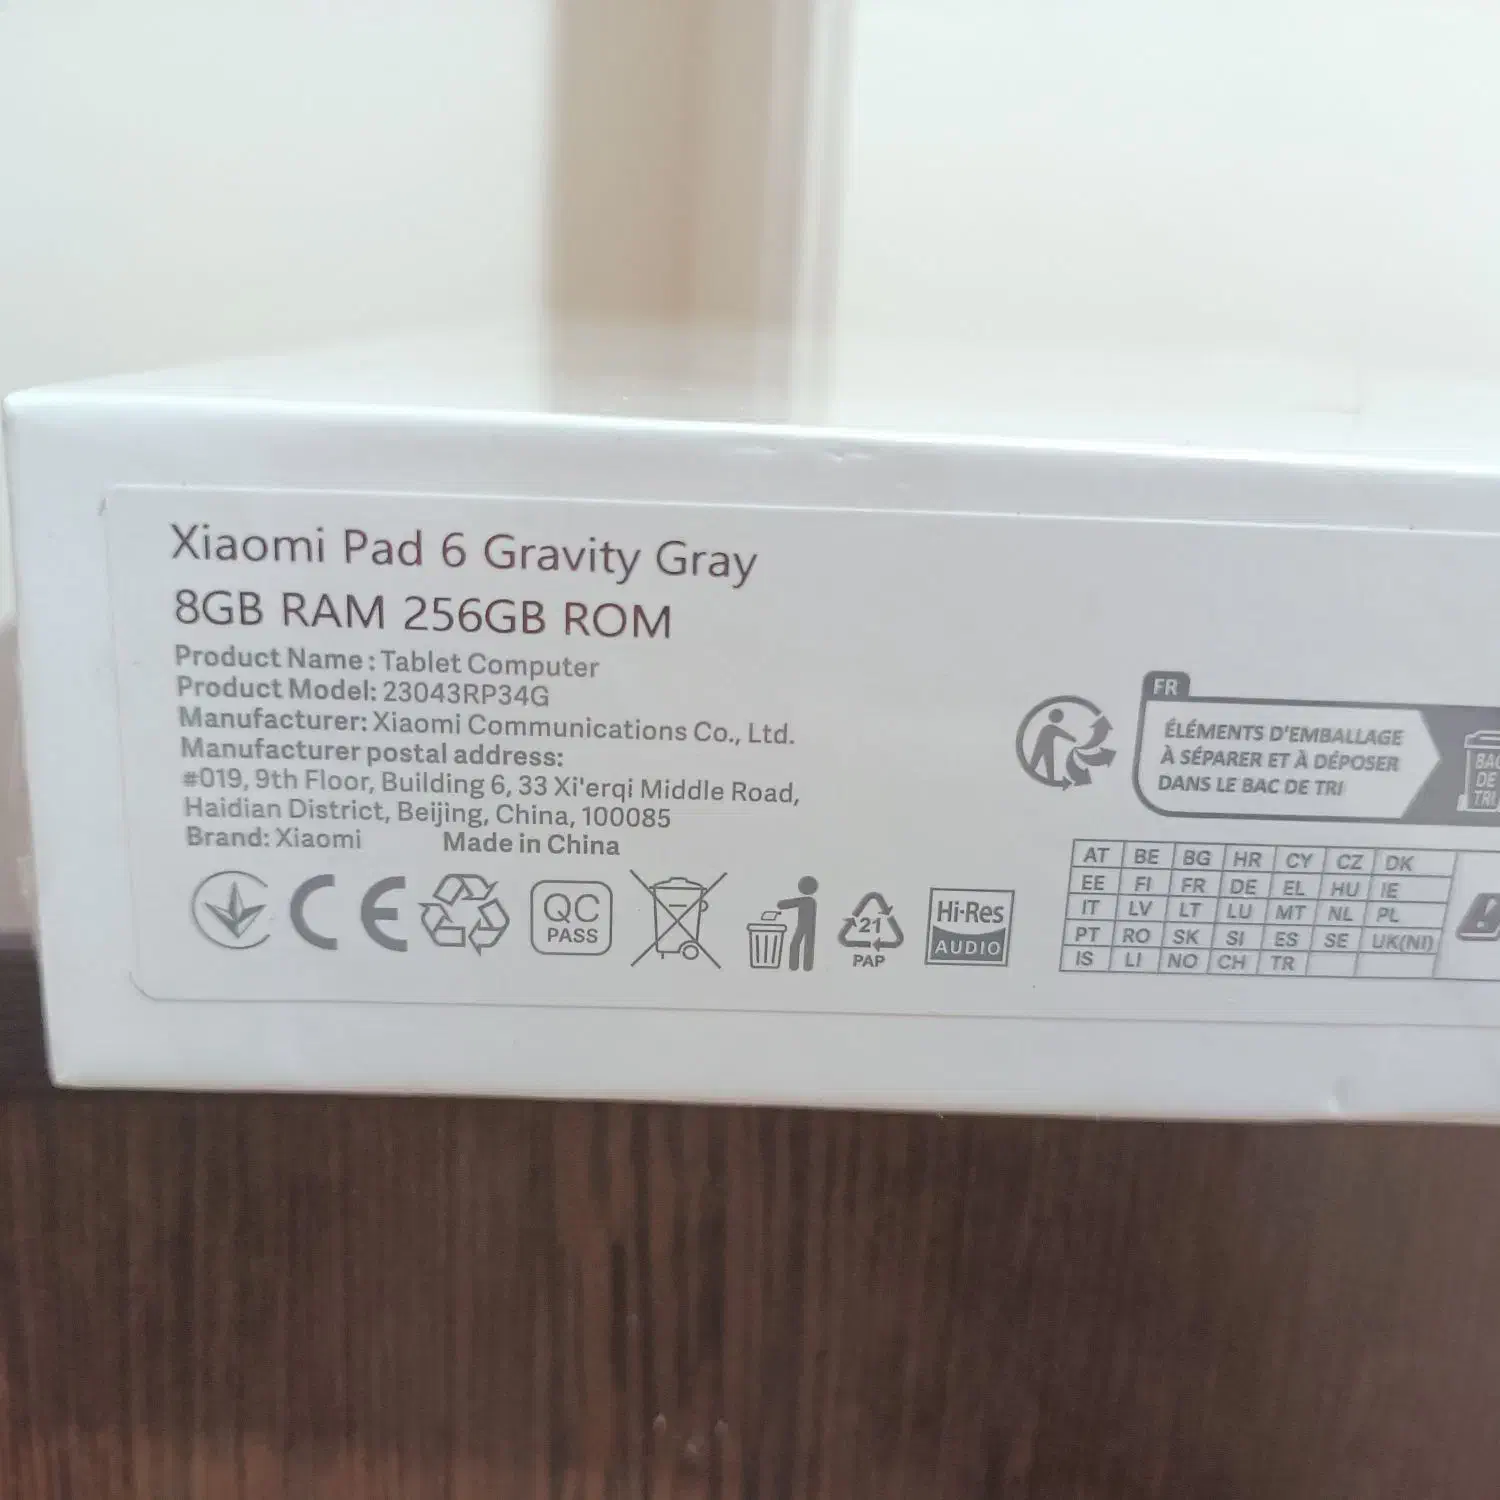 Xiaomi Pad 6 Gravity Gray
8GB RAM 256GB ROM
Product Name : Tablet Computer
Product Model: 23043RP34G
Manufacturer: Xiaomi Communications Co., Ltd.
Manufacturer postal address:
#019, 9th Floor, Building 6, 33 Xi'erqi Middle Road,
Haidian District, Beijing, China, 100085
Brand: Xiaomi Made in China
CE
QC
PASS
21
PAP
Hi-Res
AUDIO
FR
ÉLÉMENTS D'EMBALLAGE
À SÉPARER ET À DÉPOSER
DANS LE BAC DE TRI
BAC
DE
TRI
AT BE BG HR CY CZ DK
EE FI FR DE EL HU IE
IT LV LT LU MT NL PL
PT RO SK SI ES SE UK(NI)
IS LI NO CH TR